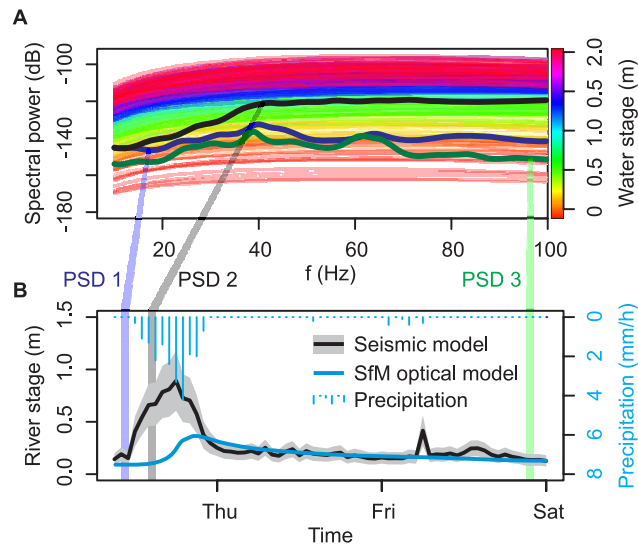 A
Spectral power (dB)
-100
-140
-180
20 40 60 80 100
f (Hz)
2.0
1.5
1.0
0.5
0
Water stage (m)
PSD 1 PSD 2 PSD 3
B
River stage (m)
1.5
1.0
0.5
0.0
Seismic model
SfM optical model
Precipitation
0
2
4
6
8
Precipitation (mm/h)
Thu Fri Sat
Time